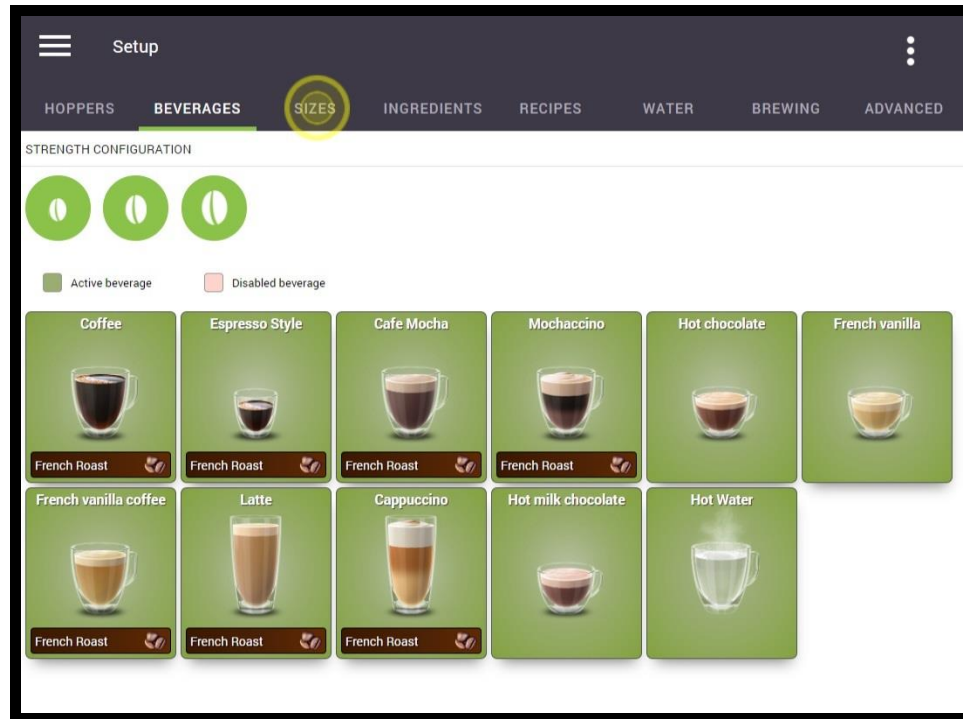 Setup
HOPPERS BEVERAGES SIZES INGREDIENTS RECIPES WATER BREWING ADVANCED
STRENGTH CONFIGURATION
Active beverage Disabled beverage
Coffee Espresso Style Cafe Mocha Mochaccino Hot chocolate French vanilla
French Roast French Roast French Roast French Roast
French vanilla coffee Latte Cappuccino Hot milk chocolate Hot Water
French Roast French Roast French Roast